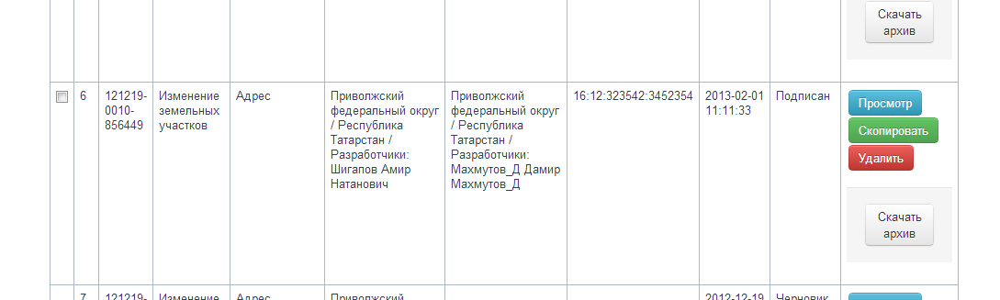 Скачать
архив
6
121219-
0010-
856449
Изменение
земельных
участков
Адрес
Приволжский
федеральный округ
/ Республика
Татарстан /
Разработчики:
Шигапов Амир
Натанович
Приволжский
федеральный округ
/ Республика
Татарстан /
Разработчики:
Махмутов_Д Дамир
Махмутов_Д
16:12:323542:3452354
2013-02-01
11:11:33
Подписан
Просмотр
Скопировать
Удалить
Скачать
архив
7
121219-
Изменение
Адрес
Приволжский
2012-12-19
Черновик